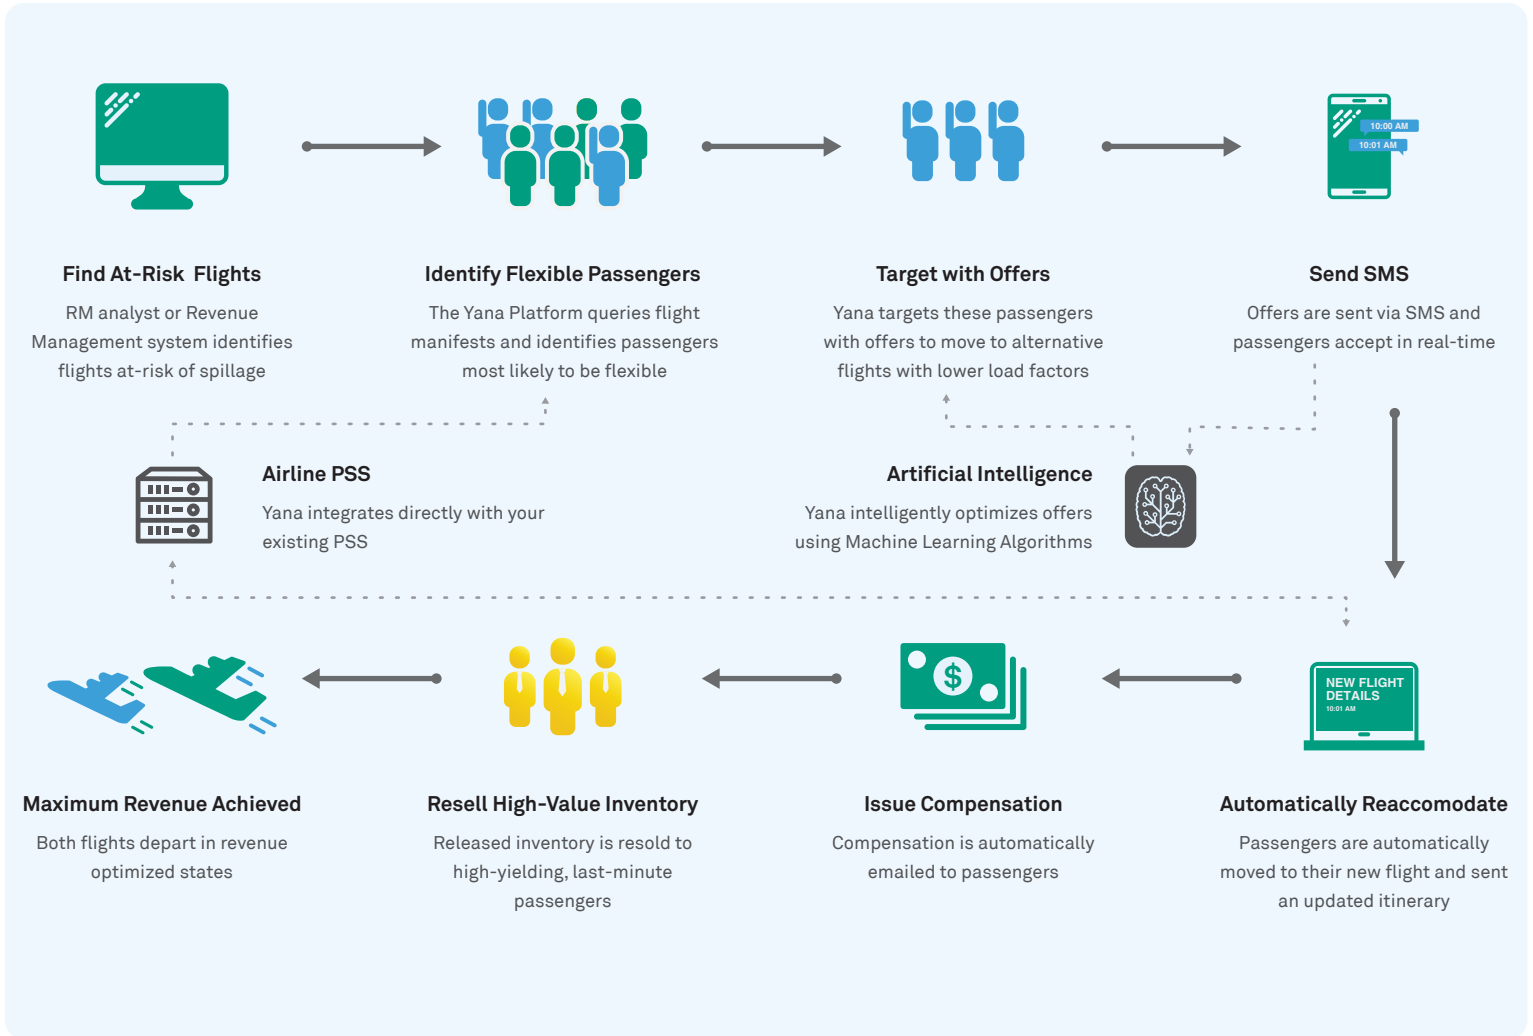 10:00 AM
10:01 AM
Find At-Risk Flights
RM analyst or Revenue
Management system identifies
flights at-risk of spillage
Identify Flexible Passengers
The Yana Platform queries flight
manifests and identifies passengers
most likely to be flexible
Target with Offers
Yana targets these passengers
with offers to move to alternative
flights with lower load factors
Send SMS
Offers are sent via SMS and
passengers accept in real-time
Airline PSS
Yana integrates directly with your
existing PSS
Artificial Intelligence
Yana intelligently optimizes offers
using Machine Learning Algorithms
$
NEW FLIGHT
DETAILS
10:01 AM
Maximum Revenue Achieved
Both flights depart in revenue
optimized states
Resell High-Value Inventory
Released inventory is resold to
high-yielding, last-minute
passengers
Issue Compensation
Compensation is automatically
emailed to passengers
Automatically Reaccomodate
Passengers are automatically
moved to their new flight and sent
an updated itinerary